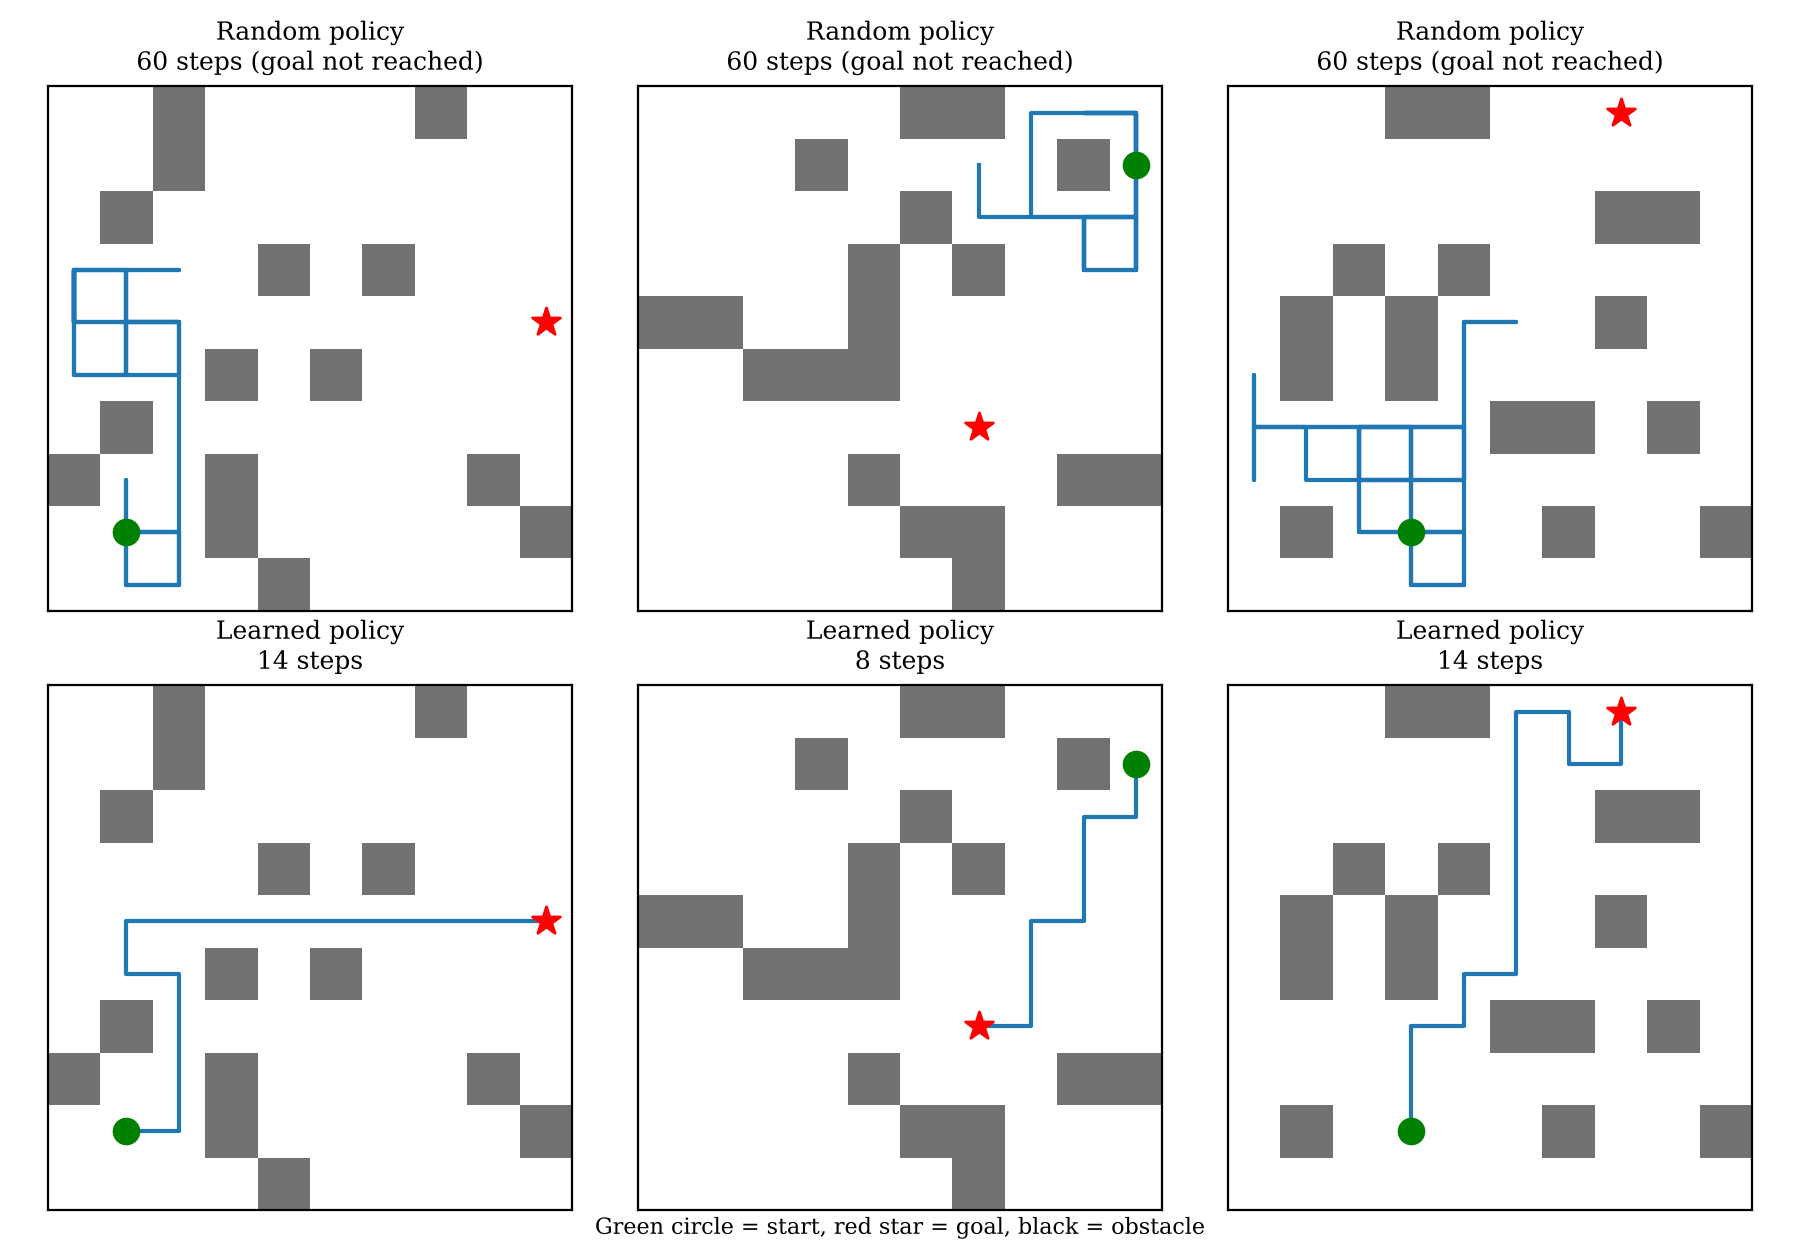 Random policy
60 steps (goal not reached)
Random policy
60 steps (goal not reached)
Random policy
60 steps (goal not reached)
Learned policy
14 steps
Learned policy
8 steps
Learned policy
14 steps
Green circle = start, red star = goal, black = obstacle